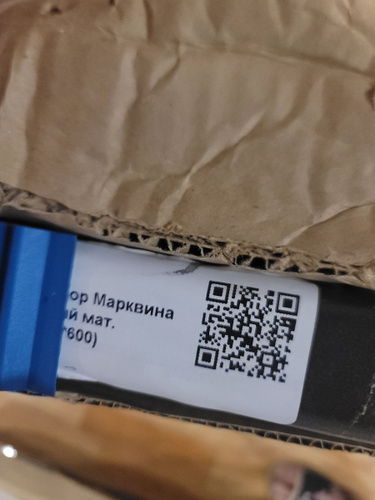 ор Марквина
й мат.
*600)